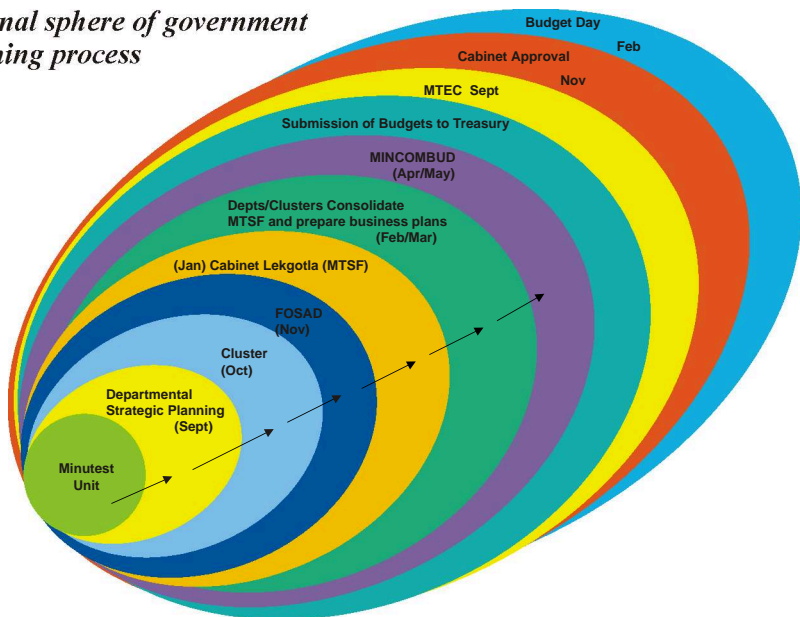 nal sphere of government
ning process
Budget Day
Feb
Cabinet Approval
Nov
MTEC Sept
Submission of Budgets to Treasury
MINCOMBUD
(Apr/May)
Depts/Clusters Consolidate
MTSF and prepare business plans
(Feb/Mar)
(Jan) Cabinet Lekgotla (MTSF)
FOSAD
(Nov)
Cluster
(Oct)
Departmental
Strategic Planning
(Sept)
Minutest
Unit